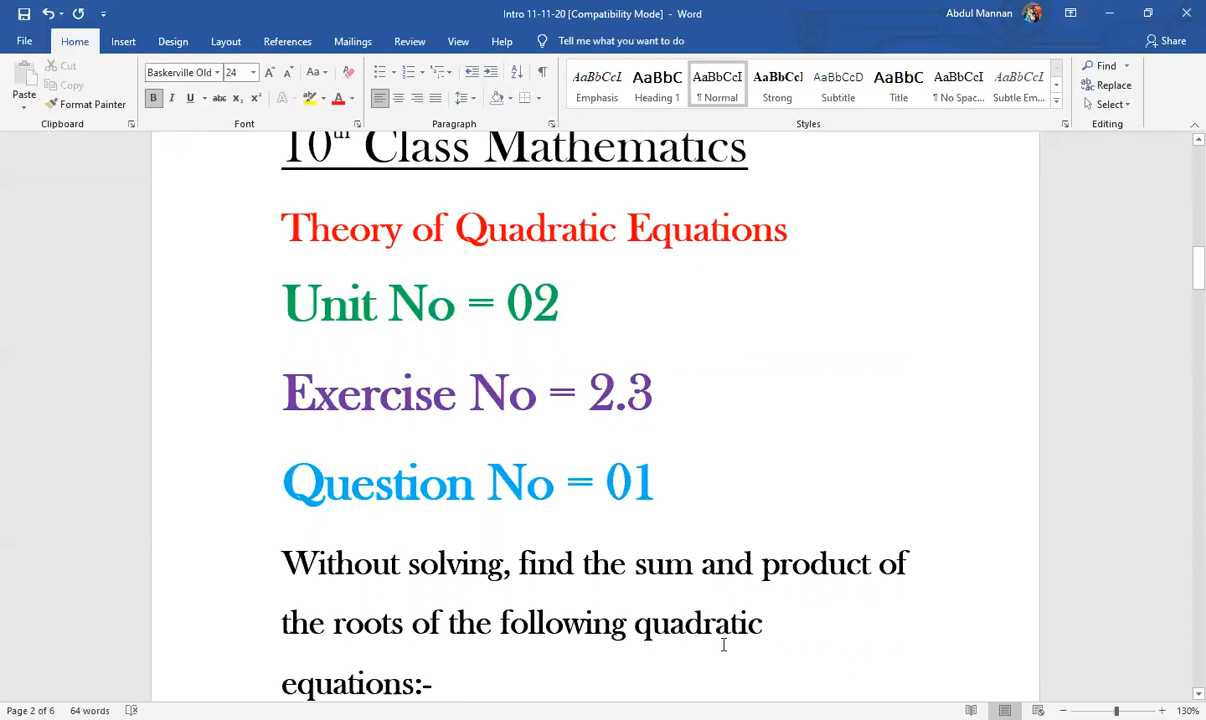 Intro 11-11-20 [Compatibility Mode] - Word
Abdul Mannan
File Home Insert Design Layout References Mailings Review View Help Tell me what you want to do Share
Paste
Cut
Copy
Format Painter
Clipboard
Baskerville Old 24
Font
Paragraph
AaBbCcI AaBbC AaBbCcI AaBbCcI AaBbCcD AaBbC AaBbCcI AaBbCcI
Emphasis Heading 1 ¶ Normal Strong Subtitle Title ¶ No Spac... Subtle Em...
Styles
Find
Replace
Select
Editing
10th Class Mathematics
Theory of Quadratic Equations
Unit No = 02
Exercise No = 2.3
Question No = 01
Without solving, find the sum and product of
the roots of the following quadratic
equations:-
Page 2 of 6 64 words 130%